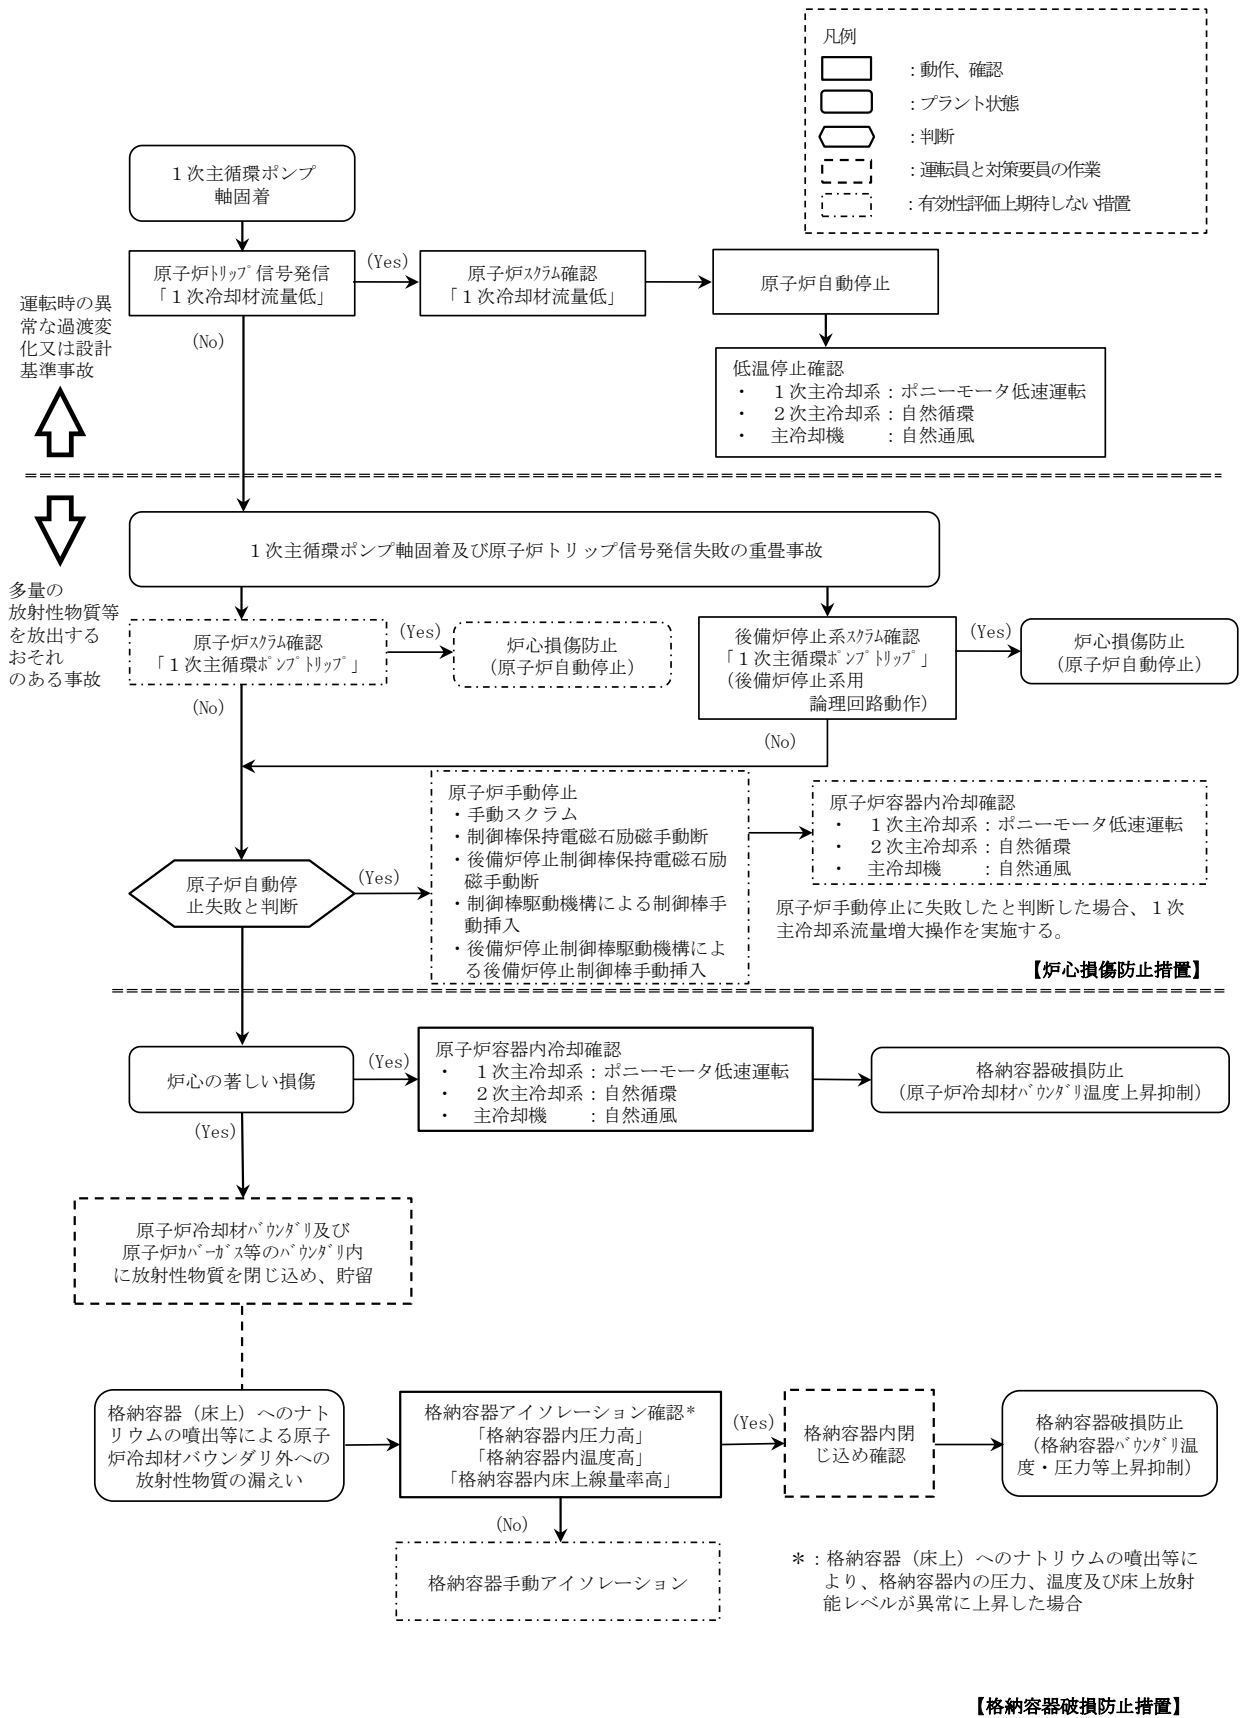 凡例
：動作、確認
：プラント状態
：判断
：運転員と対策要員の作業
：有効性評価上期待しない措置
１次主循環ポンプ
軸固着
原子炉ﾄﾘｯﾌﾟ信号発信
「１次冷却材流量低」
(Yes)
原子炉ｽｸﾗﾑ確認
「１次冷却材流量低」
原子炉自動停止
(No)
低温停止確認
・　１次主冷却系：ポニーモータ低速運転
・　２次主冷却系：自然循環
・　主冷却機　　：自然通風
運転時の異
常な過渡変
化又は設計
基準事故
多量の
放射性物質等
を放出する
おそれ
のある事故
１次主循環ポンプ軸固着及び原子炉トリップ信号発信失敗の重畳事故
原子炉ｽｸﾗﾑ確認
「１次主循環ﾎﾟﾝﾌﾟﾄﾘｯﾌﾟ」
(Yes)
炉心損傷防止
（原子炉自動停止）
後備炉停止系ｽｸﾗﾑ確認
「１次主循環ﾎﾟﾝﾌﾟﾄﾘｯﾌﾟ」
（後備炉停止系用
論理回路動作）
(Yes)
炉心損傷防止
（原子炉自動停止）
(No)
(No)
原子炉自動停
止失敗と判断
(Yes)
原子炉手動停止
・手動スクラム
・制御棒保持電磁石励磁手動断
・後備炉停止制御棒保持電磁石励
磁手動断
・制御棒駆動機構による制御棒手
動挿入
・後備炉停止制御棒駆動機構によ
る後備炉停止制御棒手動挿入
原子炉容器内冷却確認
・　１次主冷却系：ポニーモータ低速運転
・　２次主冷却系：自然循環
・　主冷却機　　：自然通風
原子炉手動停止に失敗したと判断した場合、１次
主冷却系流量増大操作を実施する。
【炉心損傷防止措置】
炉心の著しい損傷
(Yes)
原子炉容器内冷却確認
・　１次主冷却系：ポニーモータ低速運転
・　２次主冷却系：自然循環
・　主冷却機　　：自然通風
格納容器破損防止
（原子炉冷却材ﾊﾞｳﾝﾀﾞﾘ温度上昇抑制）
(Yes)
原子炉冷却材ﾊﾞｳﾝﾀﾞﾘ及び
原子炉ｶﾊﾞｰｶﾞｽ等のﾊﾞｳﾝﾀﾞﾘ内
に放射性物質を閉じ込め、貯留
格納容器（床上）へのナト
リウムの噴出等による原子
炉冷却材バウンダリ外への
放射性物質の漏えい
格納容器アイソレーション確認*
「格納容器内圧力高」
「格納容器内温度高」
「格納容器内床上線量率高」
(Yes)
格納容器内閉
じ込め確認
格納容器破損防止
（格納容器ﾊﾞｳﾝﾀﾞﾘ温
度・圧力等上昇抑制）
(No)
格納容器手動アイソレーション
＊：格納容器（床上）へのナトリウムの噴出等に
より、格納容器内の圧力、温度及び床上放射
能レベルが異常に上昇した場合
【格納容器破損防止措置】